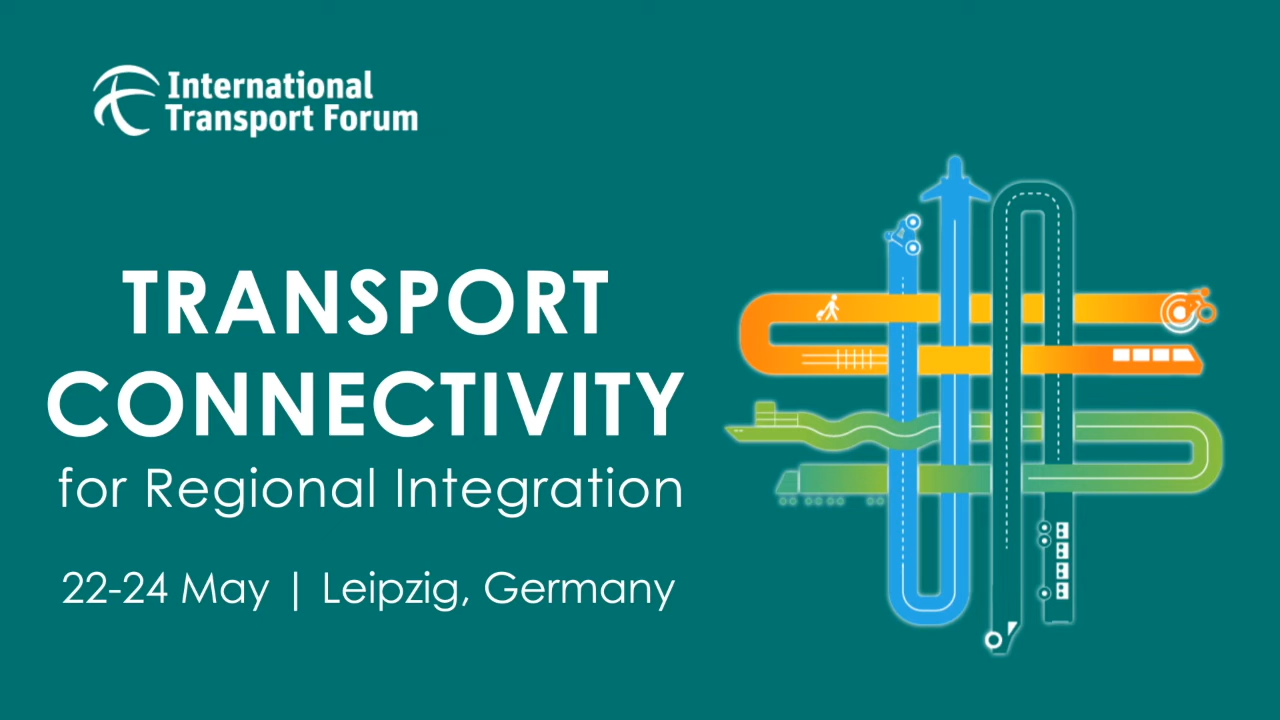 International
Transport Forum
TRANSPORT
CONNECTIVITY
for Regional Integration
22-24 May | Leipzig, Germany